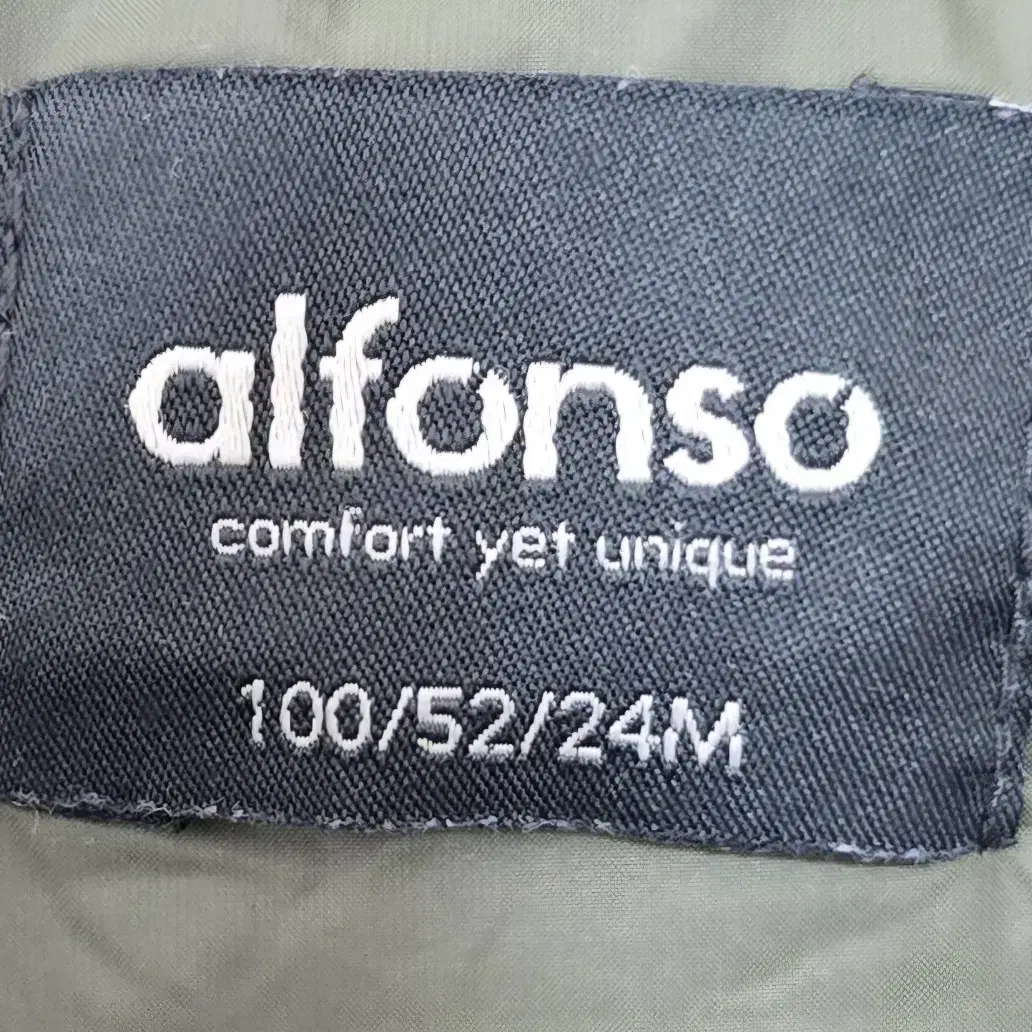 alfonso
comfort yet unique
100/52/24M